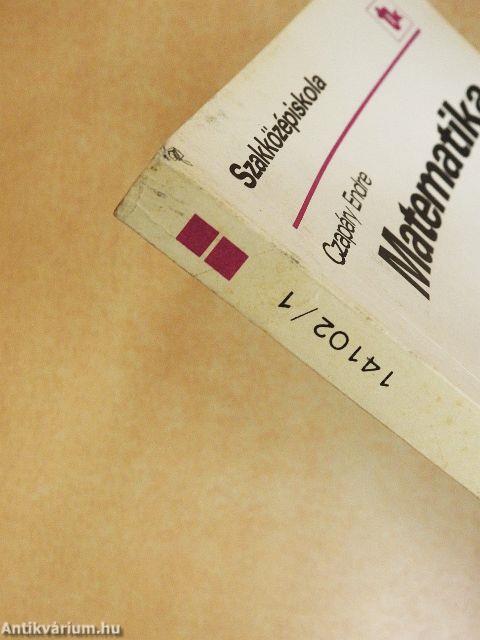 Szakközépiskola
Czapáry Endre
Matematika
14102/1
Antikvárium.hu